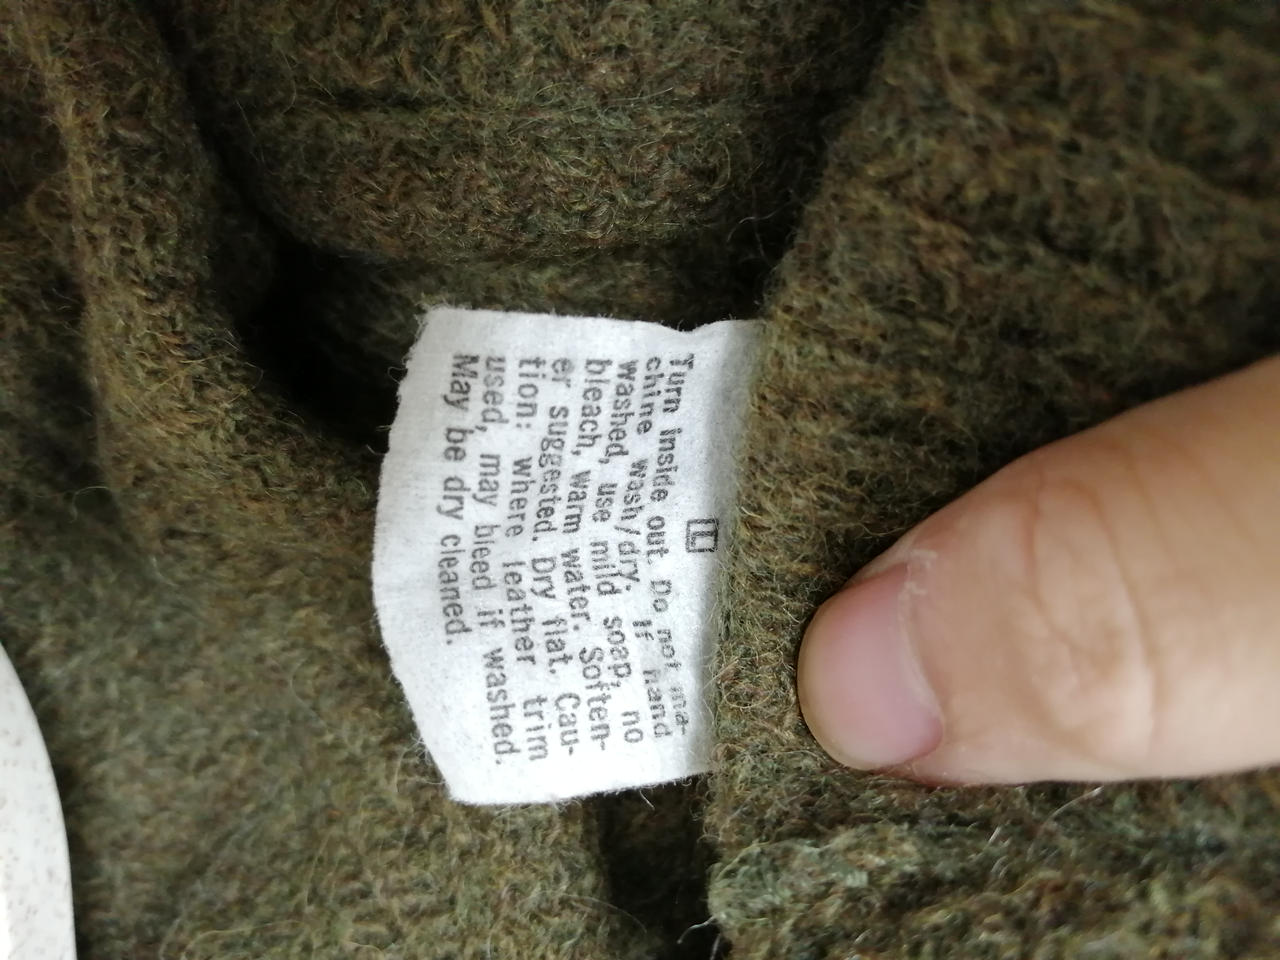 L
Turn inside out. Do not ma-
chine wash/dry. If hand
washed, use mild soap, no
bleach, warm water. Soften-
er suggested. Dry flat. Cau-
tion: where leather trim
used, may bleed if washed.
May be dry cleaned.